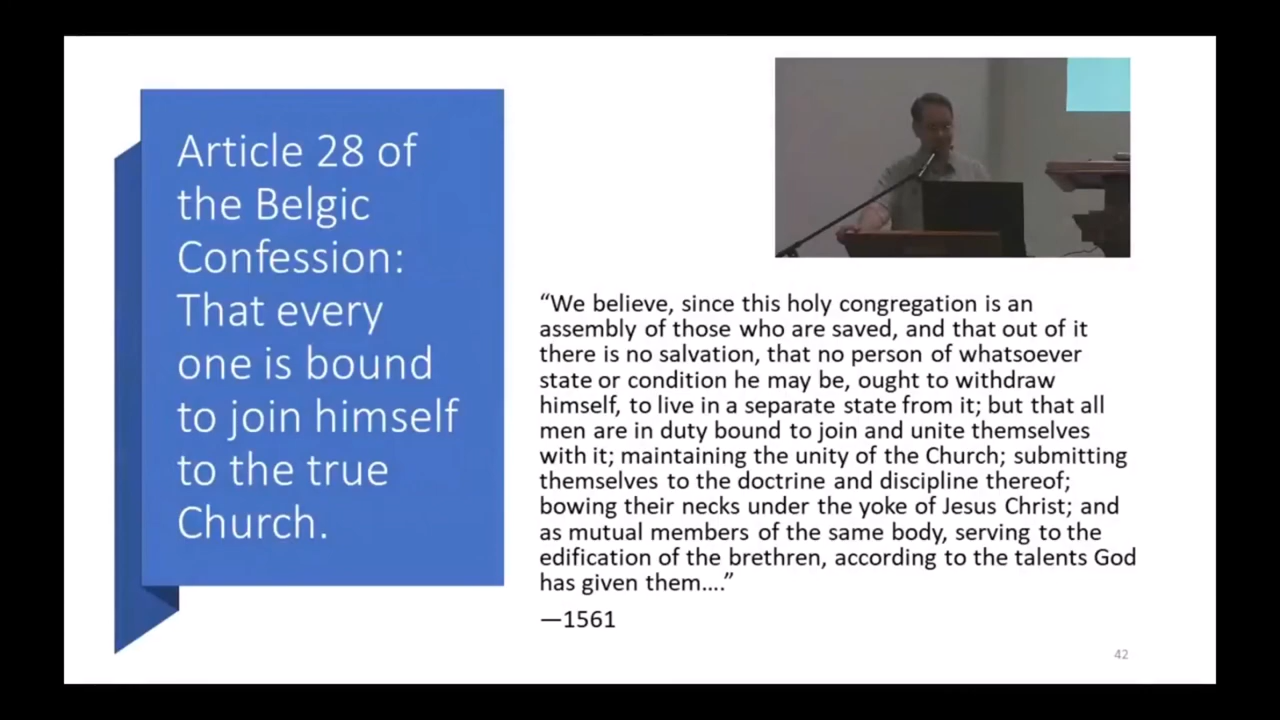 Article 28 of
the Belgic
Confession:
That every
one is bound
to join himself
to the true
Church.
“We believe, since this holy congregation is an
assembly of those who are saved, and that out of it
there is no salvation, that no person of whatsoever
state or condition he may be, ought to withdraw
himself, to live in a separate state from it; but that all
men are in duty bound to join and unite themselves
with it; maintaining the unity of the Church; submitting
themselves to the doctrine and discipline thereof;
bowing their necks under the yoke of Jesus Christ; and
as mutual members of the same body, serving to the
edification of the brethren, according to the talents God
has given them….”
—1561
42